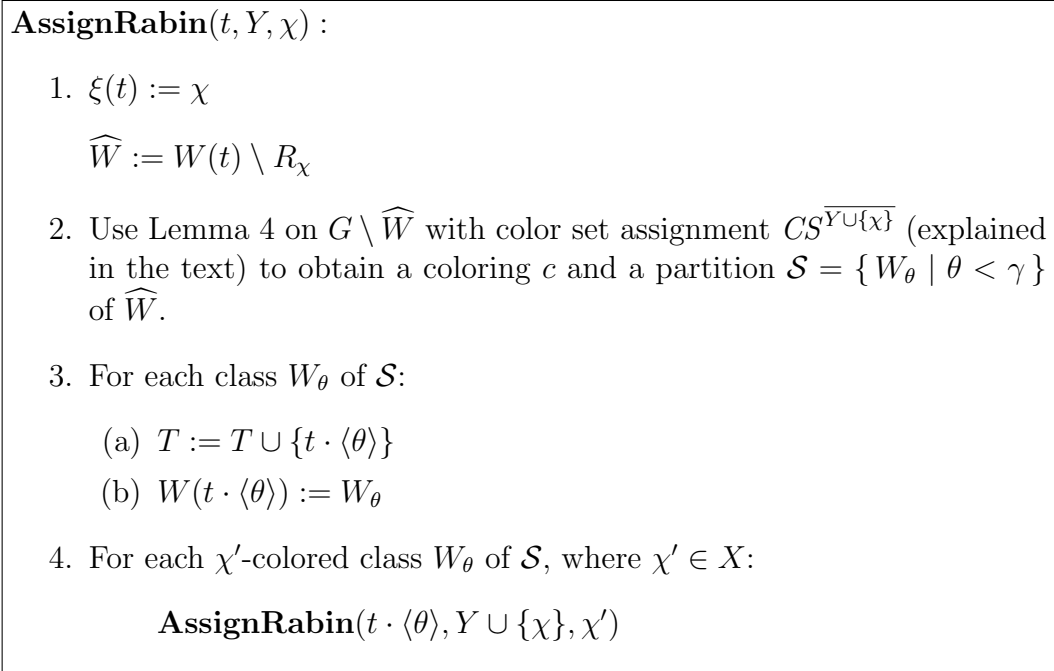 AssignRabin(t, Y, χ) :
1. ξ(t) := χ
Ŵ := W(t) \ R_χ
2. Use Lemma 4 on G \ Ŵ with color set assignment CS^{\overline{Y∪{χ}}} (explained
in the text) to obtain a coloring c and a partition 𝒮 = { W_θ | θ < γ }
of Ŵ.
3. For each class W_θ of 𝒮:
(a) T := T ∪ {t · ⟨θ⟩}
(b) W(t · ⟨θ⟩) := W_θ
4. For each χ′-colored class W_θ of 𝒮, where χ′ ∈ X:
AssignRabin(t · ⟨θ⟩, Y ∪ {χ}, χ′)